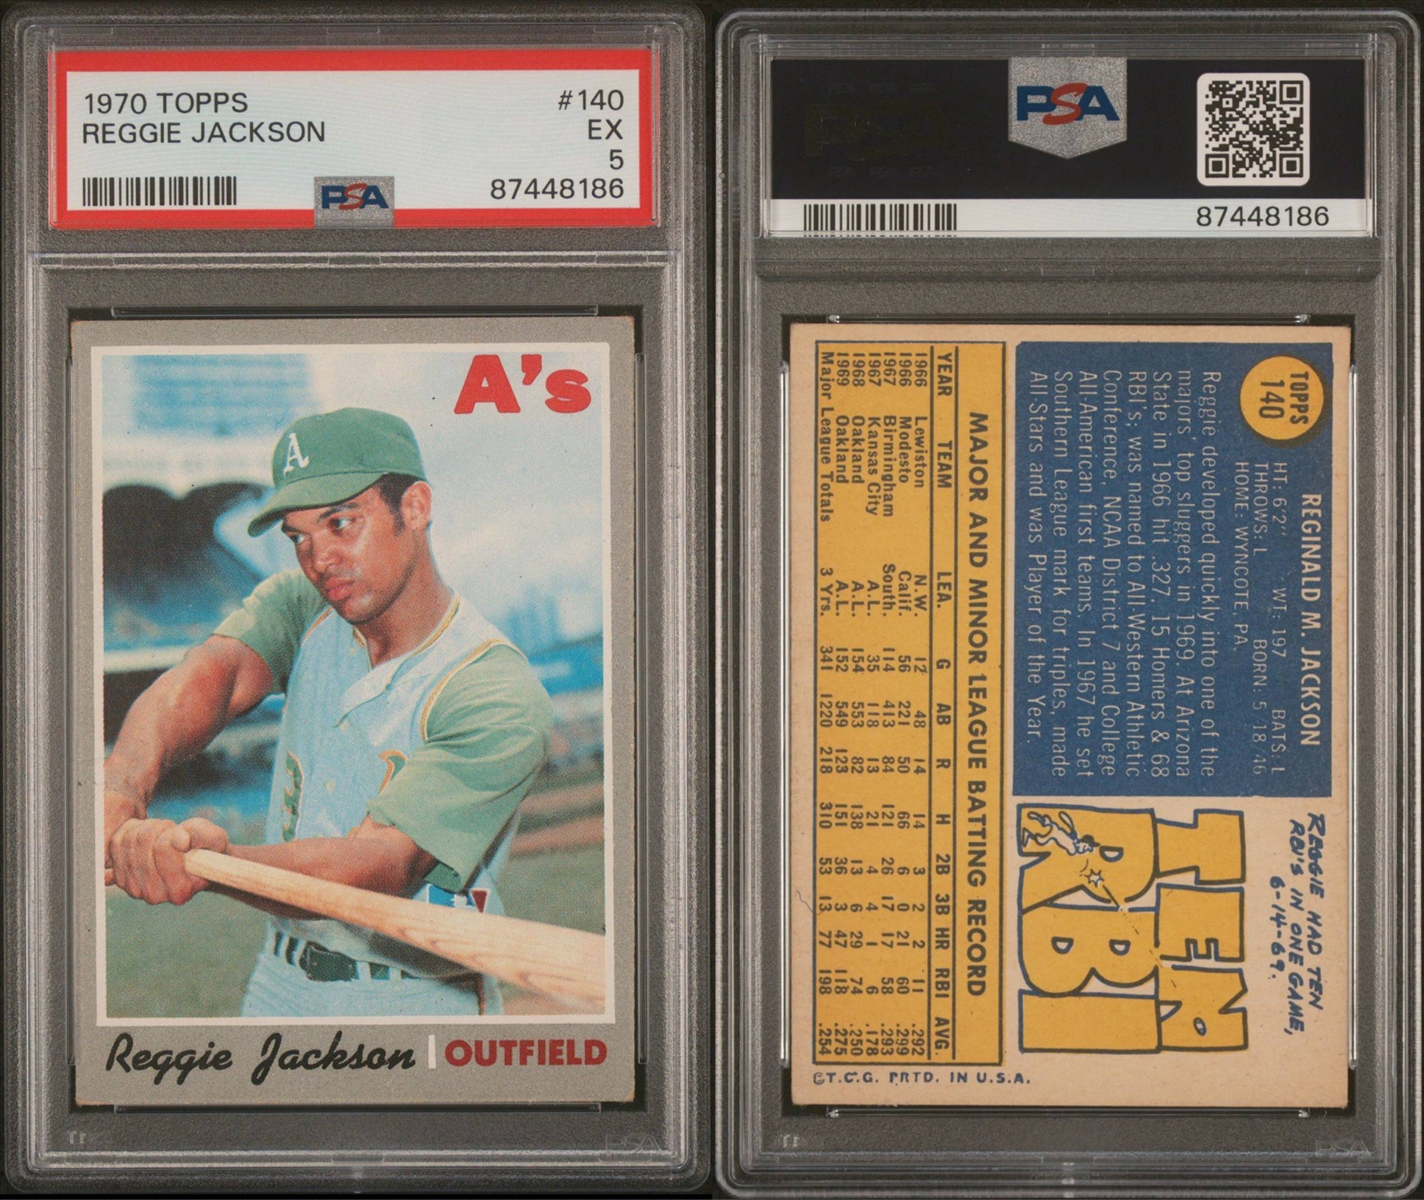 1970 TOPPS #140
REGGIE JACKSON EX
5
PSA 87448186
A's
A
Reggie Jackson | OUTFIELD
PSA
PSA
87448186
TOPPS
140
REGINALD M. JACKSON
HT: 6'2" WT: 197 BATS: L
THROWS: L BORN: 5/18/46
HOME: WYNCOTE, PA.
Reggie developed quickly into one of the
majors' top sluggers in 1969. At Arizona
State in 1966 hit .327, 15 Homers & 68
RBI's; was named to All-Western Athletic
Conference, NCAA District 7 and College
All-American first teams. In 1967 he set
Southern League mark for triples, made
All-Stars and was Player of the Year.
REGGIE HAD TEN
RBI'S IN ONE GAME,
6-14-69.
TEN
RBI
MAJOR AND MINOR LEAGUE BATTING RECORD
YEAR TEAM LEA. G AB R H 2B 3B HR RBI AVG.
1966 Lewiston N.W. 12 48 14 14 3 2 2 11 .292
1966 Modesto Calif. 56 221 50 66 6 0 21 60 .299
1967 Birmingham South. 114 413 84 121 26 17 17 58 .293
1967 Kansas City A.L. 35 118 13 21 4 4 1 6 .178
1968 Oakland A.L. 154 553 82 138 13 6 29 74 .250
1969 Oakland A.L. 152 549 123 151 36 3 47 118 .275
Major League Totals 3 Yrs. 341 1220 218 310 53 13 77 198 .254
©T.C.G. PRTD. IN U.S.A.
PSA
PSA